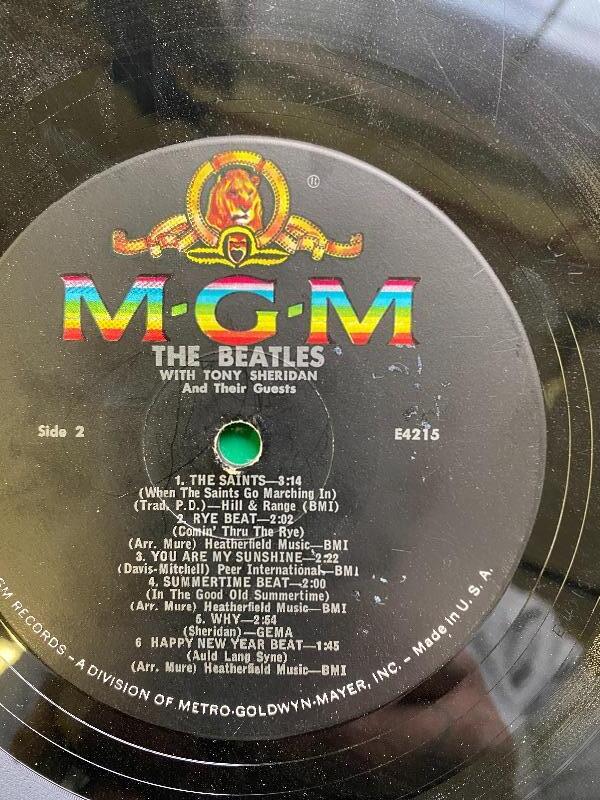 ®
M·G·M
THE BEATLES
WITH TONY SHERIDAN
And Their Guests
Side 2
E4215
1. THE SAINTS—3:14
(When The Saints Go Marching In)
(Trad. P.D.)—Hill & Range (BMI)
2. RYE BEAT—2:02
(Comin' Thru The Rye)
(Arr. Mure) Heatherfield Music—BMI
3. YOU ARE MY SUNSHINE—2:22
(Davis-Mitchell) Peer International—BMI
4. SUMMERTIME BEAT—2:00
(In The Good Old Summertime)
(Arr. Mure) Heatherfield Music—BMI
5. WHY—2:54
(Sheridan)—GEMA
6 HAPPY NEW YEAR BEAT—1:45
(Auld Lang Syne)
(Arr. Mure) Heatherfield Music—BMI
RECORDS – A DIVISION OF METRO-GOLDWYN-MAYER, INC. – Made in U. S. A.